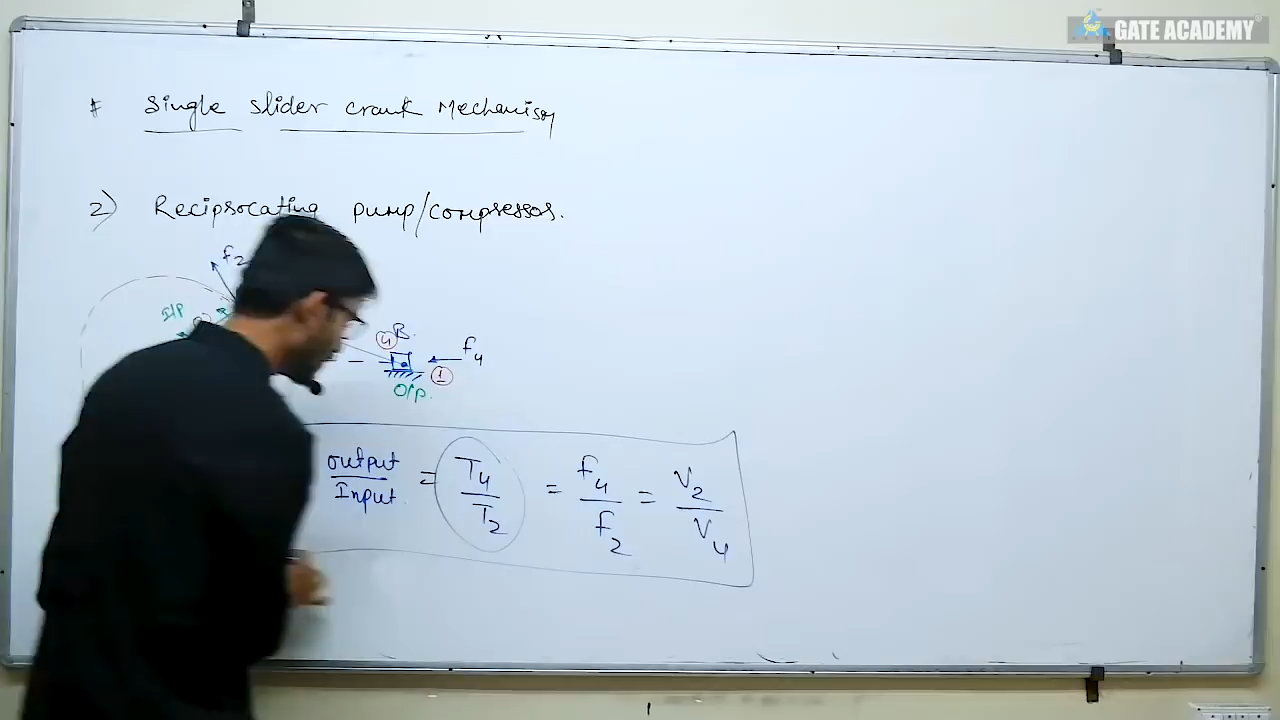 GATE ACADEMY
# Single slider crank Mechanism
2) Reciprocating pump/compressor.
f2
I/P
4 B.
f4
1
O/p.
output/Input = T4/T2 = f4/f2 = V2/V4